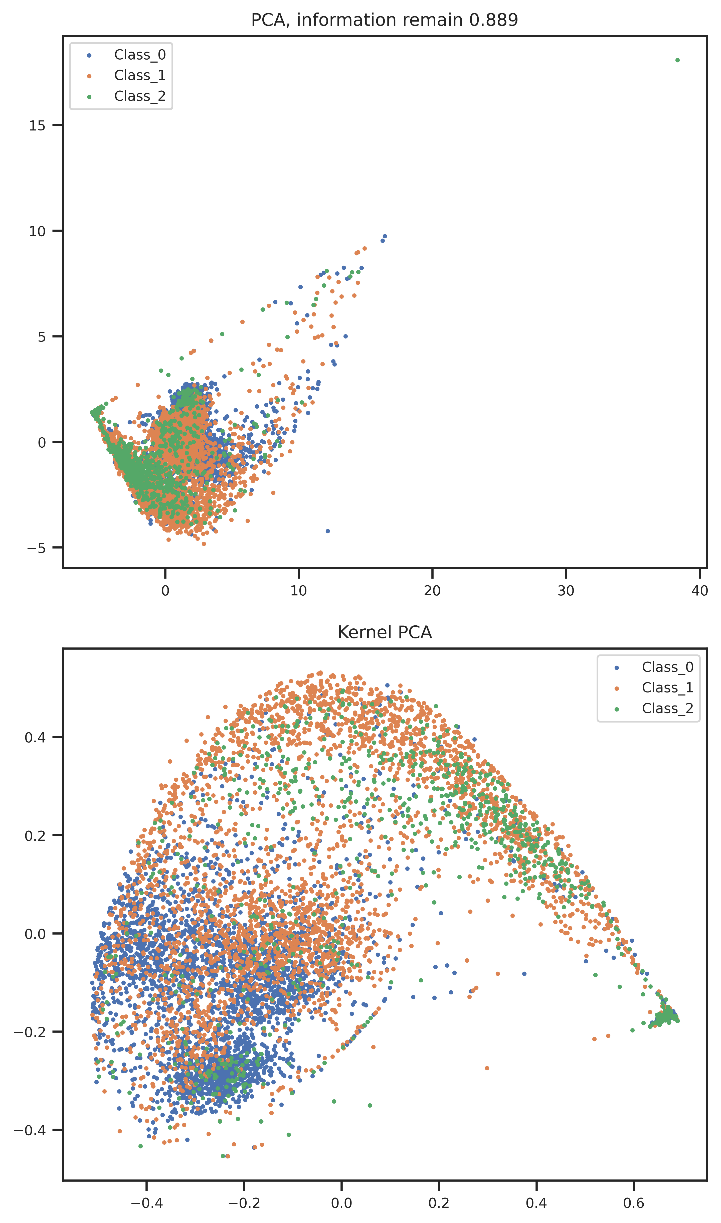 PCA, information remain 0.889
Class_0
Class_1
Class_2
15
10
5
0
−5
0 10 20 30 40
Kernel PCA
Class_0
Class_1
Class_2
0.4
0.2
0.0
−0.2
−0.4
−0.4 −0.2 0.0 0.2 0.4 0.6